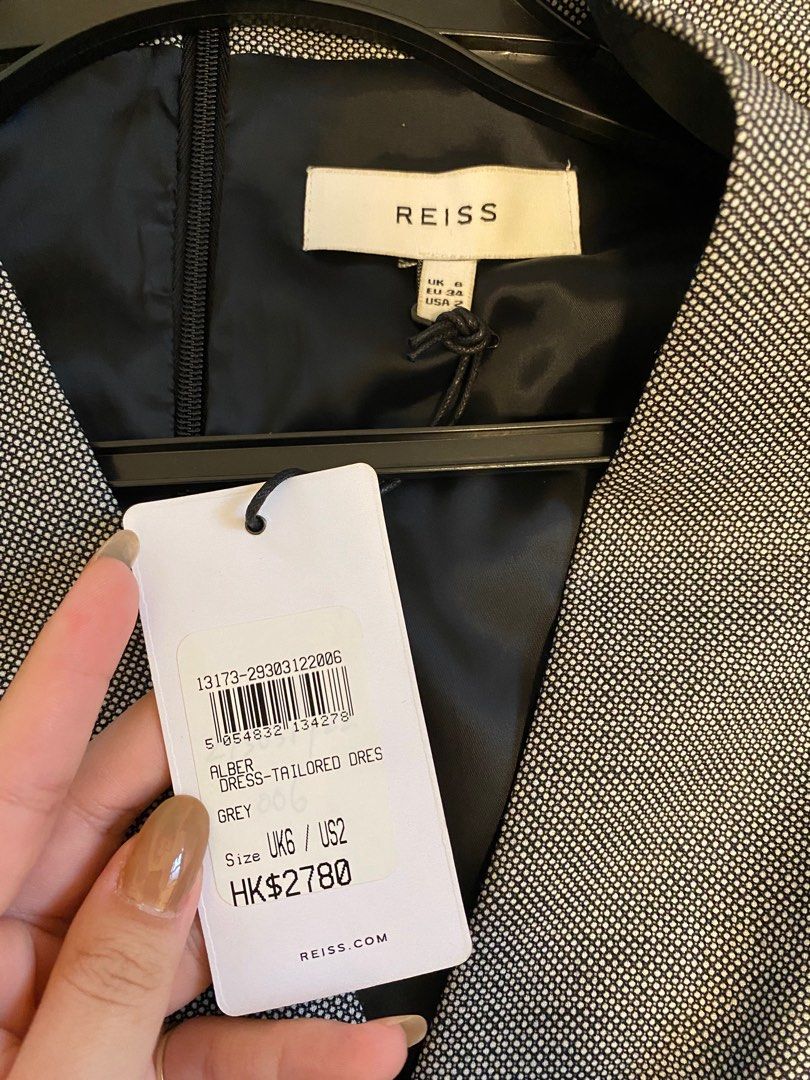 REISS
UK 6
EU 34
USA 2
13173-29303122006
5 054832 134278
ALBER
DRESS-TAILORED DRES
GREY
006
Size UK6 / US2
HK$2780
REISS.COM